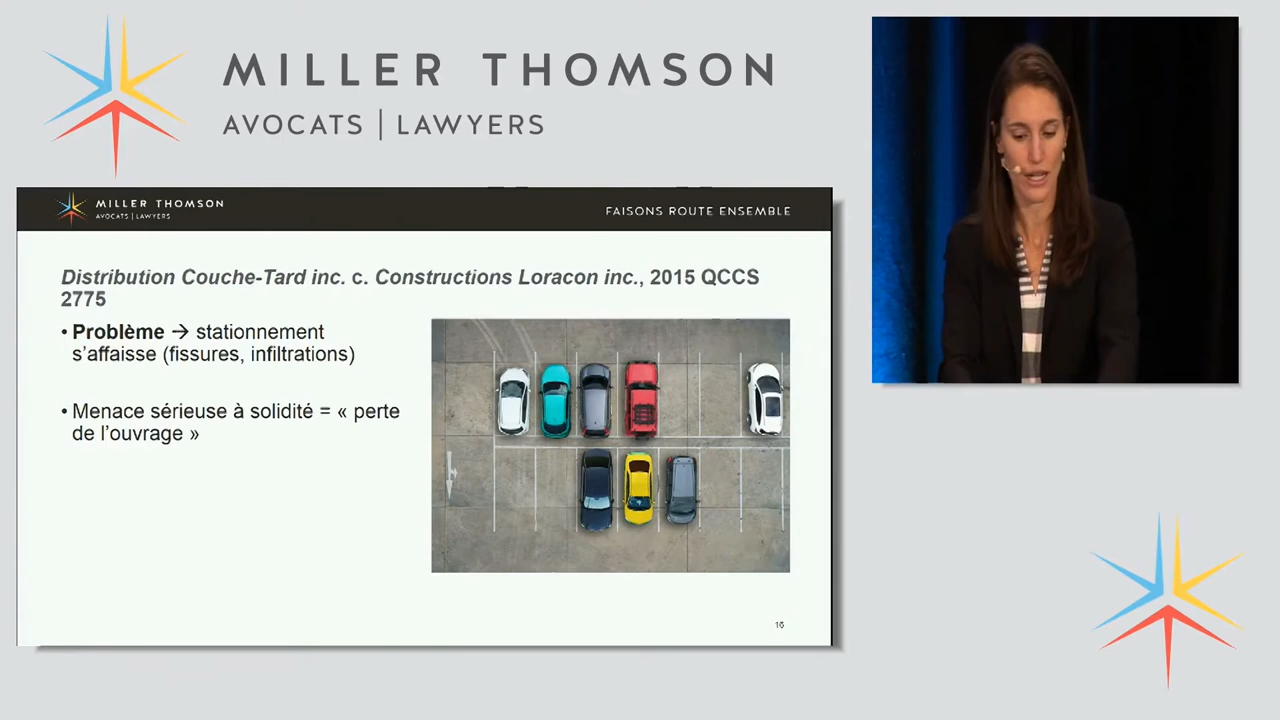 MILLER THOMSON
AVOCATS | LAWYERS
MILLER THOMSON
AVOCATS | LAWYERS
FAISONS ROUTE ENSEMBLE
Distribution Couche-Tard inc. c. Constructions Loracon inc., 2015 QCCS
2775
• Problème → stationnement
s’affaisse (fissures, infiltrations)
• Menace sérieuse à solidité = « perte
de l’ouvrage »